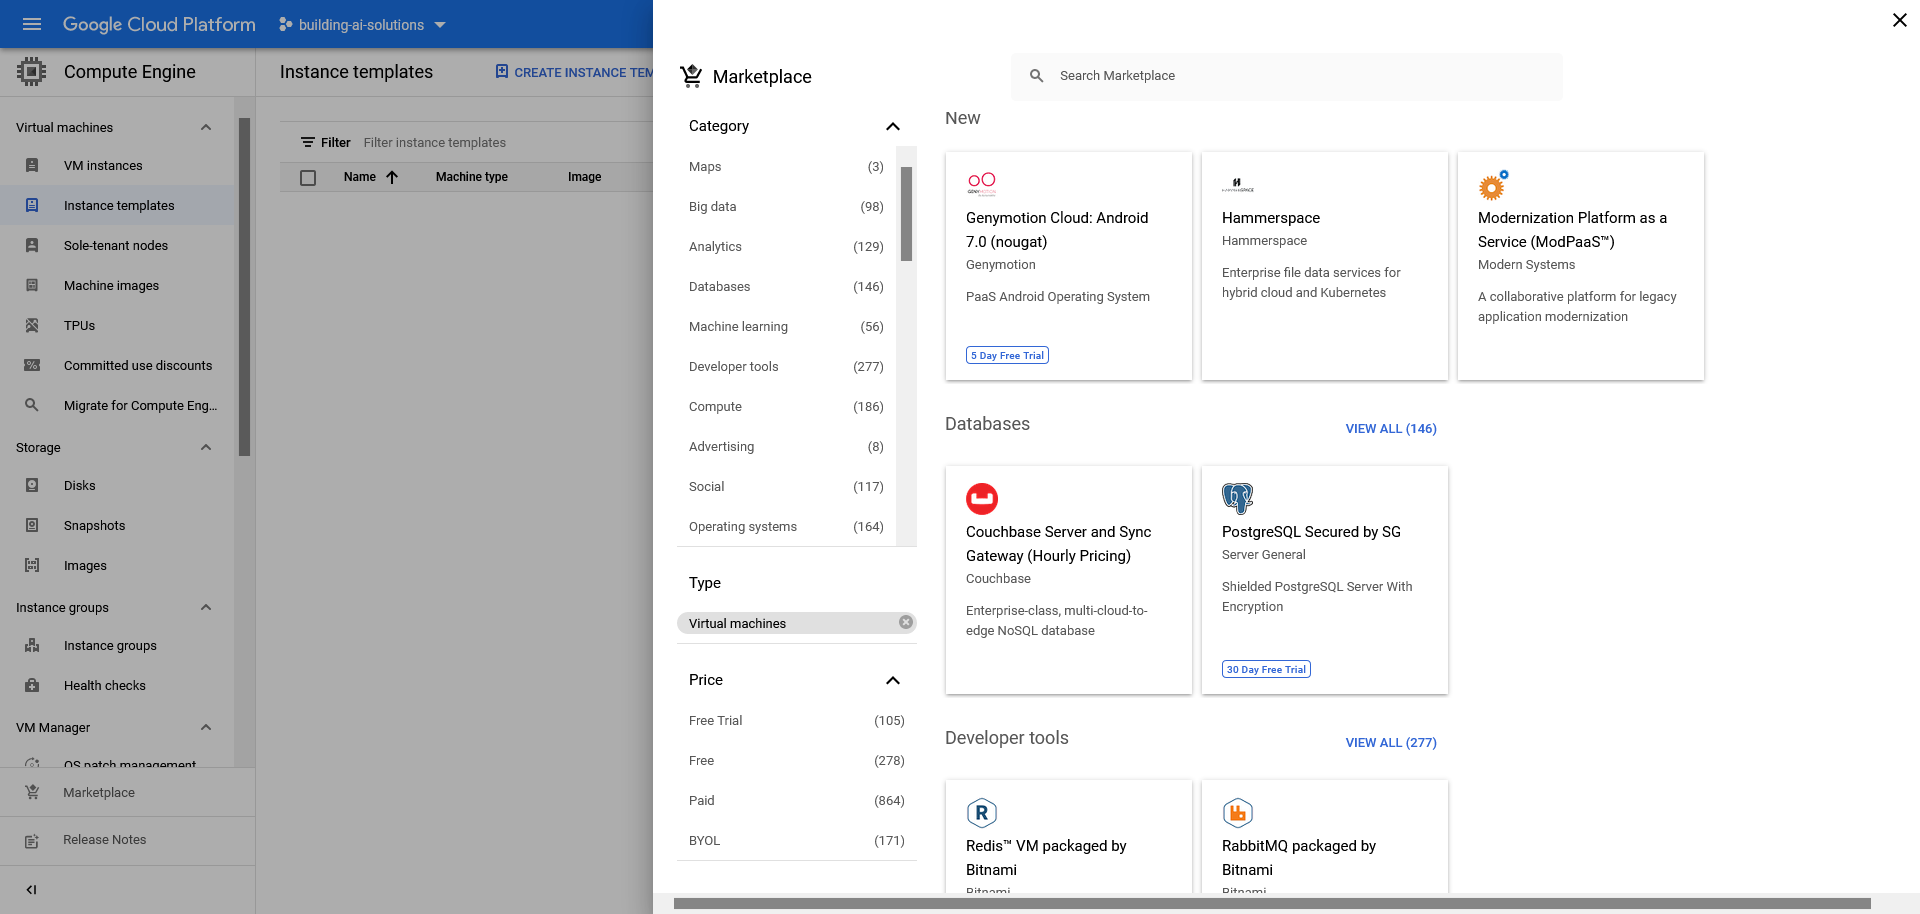 Google Cloud Platform
building-ai-solutions
Compute Engine
Instance templates
CREATE INSTANCE TEM
Virtual machines
VM instances
Instance templates
Sole-tenant nodes
Machine images
TPUs
Committed use discounts
Migrate for Compute Eng...
Storage
Disks
Snapshots
Images
Instance groups
Instance groups
Health checks
VM Manager
OS patch management
Marketplace
Release Notes
Filter Filter instance templates
Name Machine type Image
Marketplace
Search Marketplace
Category
Maps (3)
Big data (98)
Analytics (129)
Databases (146)
Machine learning (56)
Developer tools (277)
Compute (186)
Advertising (8)
Social (117)
Operating systems (164)
Type
Virtual machines
Price
Free Trial (105)
Free (278)
Paid (864)
BYOL (171)
New
Genymotion Cloud: Android
7.0 (nougat)
Genymotion
PaaS Android Operating System
5 Day Free Trial
Hammerspace
Hammerspace
Enterprise file data services for
hybrid cloud and Kubernetes
Modernization Platform as a
Service (ModPaaS™)
Modern Systems
A collaborative platform for legacy
application modernization
Databases
VIEW ALL (146)
Couchbase Server and Sync
Gateway (Hourly Pricing)
Couchbase
Enterprise-class, multi-cloud-to-
edge NoSQL database
PostgreSQL Secured by SG
Server General
Shielded PostgreSQL Server With
Encryption
30 Day Free Trial
Developer tools
VIEW ALL (277)
R
Redis™ VM packaged by
Bitnami
Bitnami
RabbitMQ packaged by
Bitnami
Bitnami